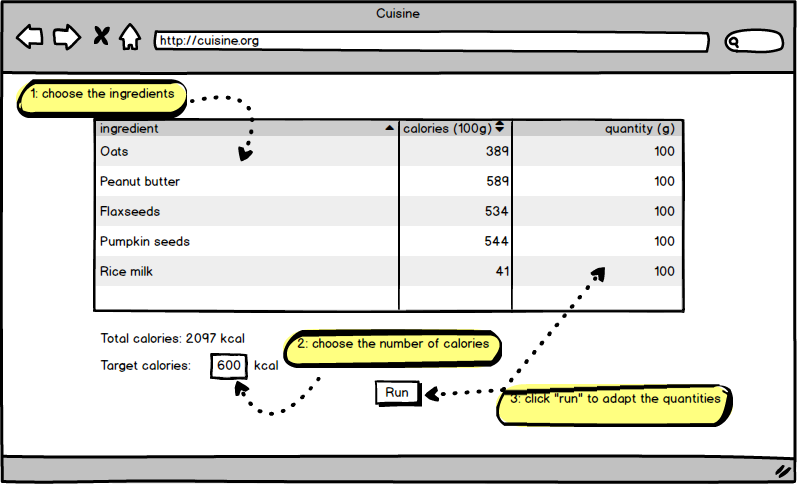 Cuisine
http://cuisine.org
1: choose the ingredients
ingredient calories (100g) quantity (g)
Oats 389 100
Peanut butter 589 100
Flaxseeds 534 100
Pumpkin seeds 544 100
Rice milk 41 100
Total calories: 2097 kcal
2: choose the number of calories
Target calories: 600 kcal
Run
3: click "run" to adapt the quantities